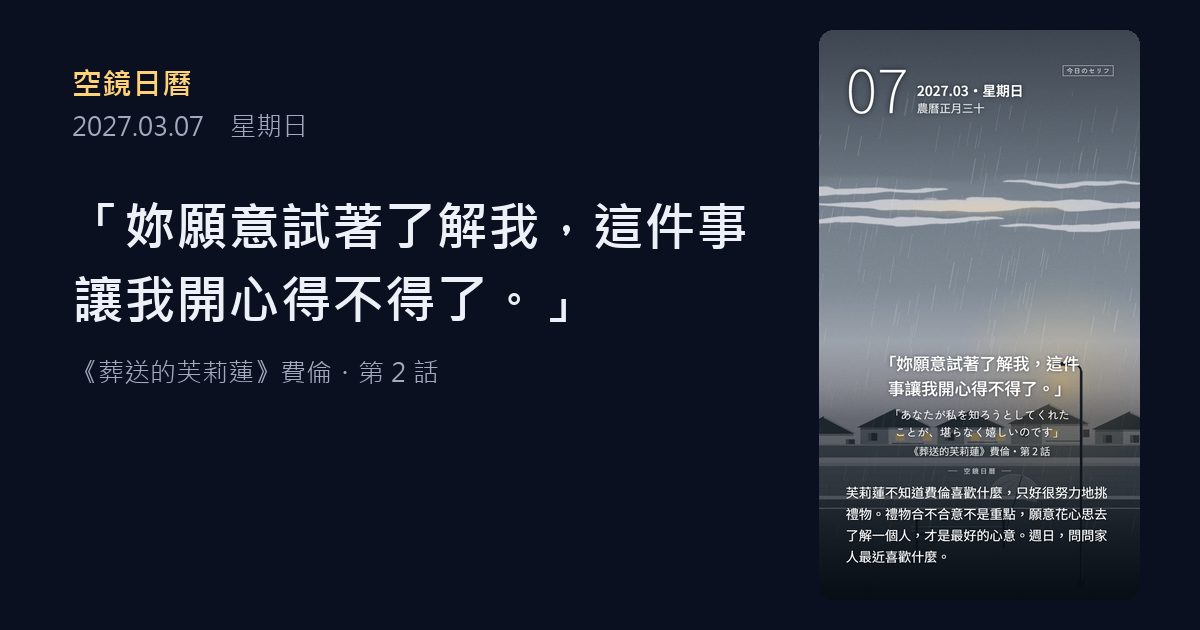 空鏡日曆
2027.03.07　星期日
「妳願意試著了解我，這件事
讓我開心得不得了。」
《葬送的芙莉蓮》費倫．第 2 話
07
2027.03・星期日
農曆正月三十
今日のセリフ
「妳願意試著了解我，這件
事讓我開心得不得了。」
「あなたが私を知ろうとしてくれた
ことが、堪らなく嬉しいのです」
《葬送的芙莉蓮》費倫・第 2 話
— 空鏡日曆 —
芙莉蓮不知道費倫喜歡什麼，只好很努力地挑
禮物。禮物合不合意不是重點，願意花心思去
了解一個人，才是最好的心意。週日，問問家
人最近喜歡什麼。